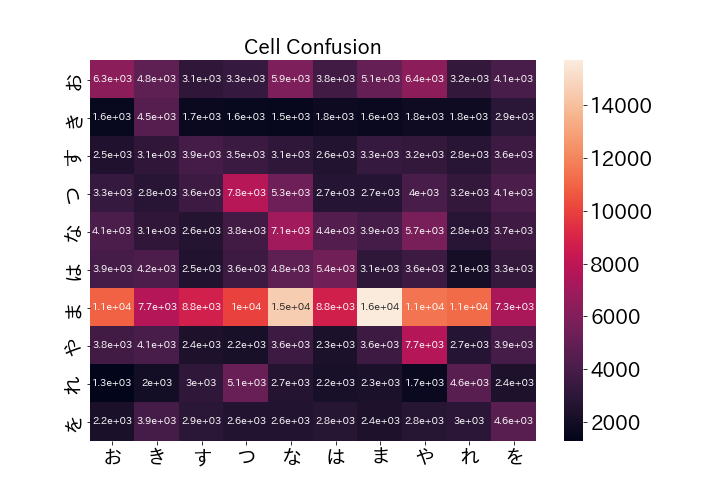 Cell Confusion
お 6.3e+03 4.8e+03 3.1e+03 3.3e+03 5.9e+03 3.8e+03 5.1e+03 6.4e+03 3.2e+03 4.1e+03
き 1.6e+03 4.5e+03 1.7e+03 1.6e+03 1.5e+03 1.8e+03 1.6e+03 1.8e+03 1.8e+03 2.9e+03
す 2.5e+03 3.1e+03 3.9e+03 3.5e+03 3.1e+03 2.6e+03 3.3e+03 3.2e+03 2.8e+03 3.6e+03
つ 3.3e+03 2.8e+03 3.6e+03 7.8e+03 5.3e+03 2.7e+03 2.7e+03 4e+03 3.2e+03 4.1e+03
な 4.1e+03 3.1e+03 2.6e+03 3.8e+03 7.1e+03 4.4e+03 3.9e+03 5.7e+03 2.8e+03 3.7e+03
は 3.9e+03 4.2e+03 2.5e+03 3.6e+03 4.8e+03 5.4e+03 3.1e+03 3.6e+03 2.1e+03 3.3e+03
ま 1.1e+04 7.7e+03 8.8e+03 1e+04 1.5e+04 8.8e+03 1.6e+04 1.1e+04 1.1e+04 7.3e+03
や 3.8e+03 4.1e+03 2.4e+03 2.2e+03 3.6e+03 2.3e+03 3.6e+03 7.7e+03 2.7e+03 3.9e+03
れ 1.3e+03 2e+03 3e+03 5.1e+03 2.7e+03 2.2e+03 2.3e+03 1.7e+03 4.6e+03 2.4e+03
を 2.2e+03 3.9e+03 2.9e+03 2.6e+03 2.6e+03 2.8e+03 2.4e+03 2.8e+03 3e+03 4.6e+03
お き す つ な は ま や れ を
14000
12000
10000
8000
6000
4000
2000